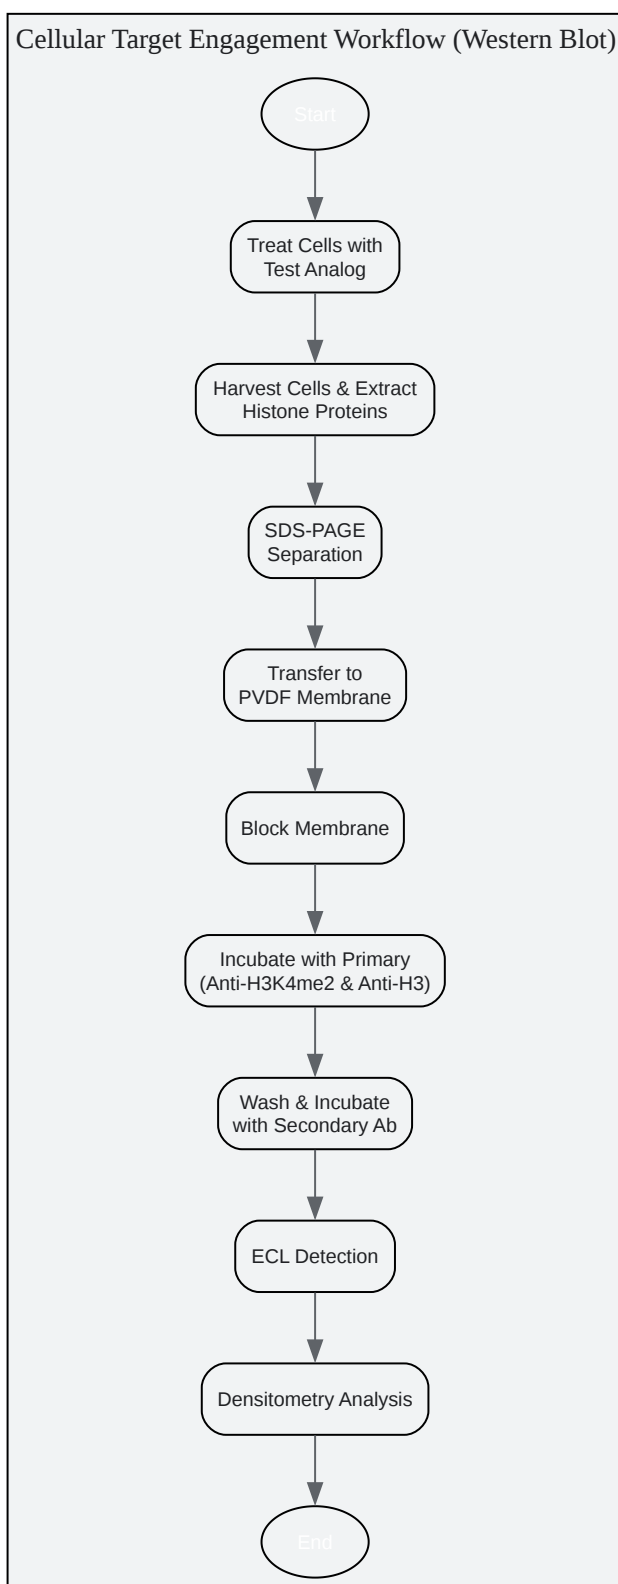 Cellular Target Engagement Workflow (Western Blot)
Start
Treat Cells with
Test Analog
Harvest Cells & Extract
Histone Proteins
SDS-PAGE
Separation
Transfer to
PVDF Membrane
Block Membrane
Incubate with Primary
(Anti-H3K4me2 & Anti-H3)
Wash & Incubate
with Secondary Ab
ECL Detection
Densitometry Analysis
End